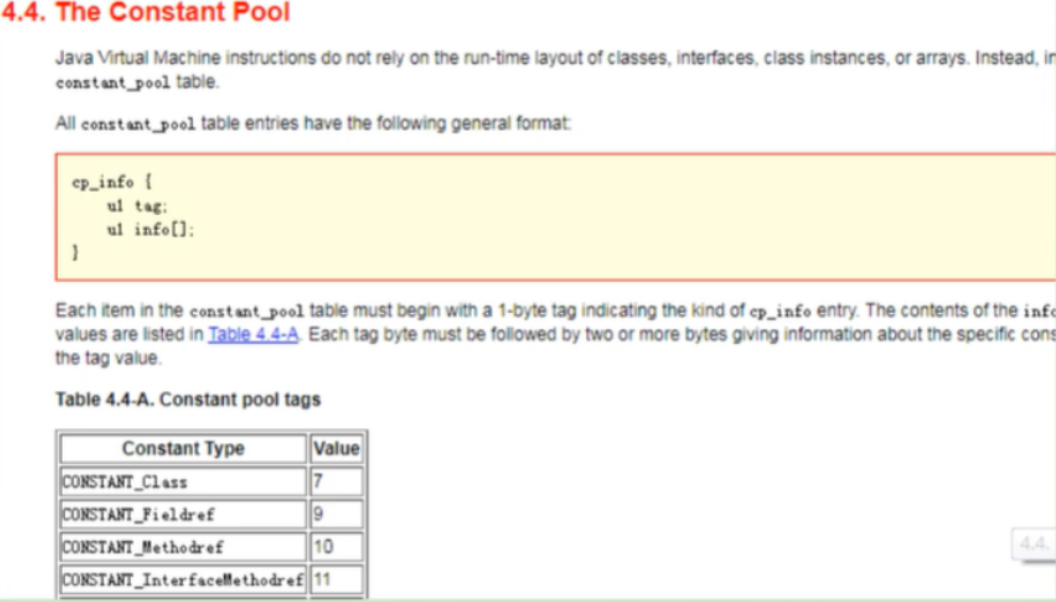 4.4. The Constant Pool
Java Virtual Machine instructions do not rely on the run-time layout of classes, interfaces, class instances, or arrays. Instead,
constant_pool table.
All constant_pool table entries have the following general format:
cp_info {
u1 tag;
u1 info[];
}
Each item in the constant_pool table must begin with a 1-byte tag indicating the kind of cp_info entry. The contents of the
values are listed in Table 4.4-A. Each tag byte must be followed by two or more bytes giving information about the specific
the tag value.
Table 4.4-A. Constant pool tags
Constant Type Value
CONSTANT_Class 7
CONSTANT_Fieldref 9
CONSTANT_Methodref 10
4.4.
CONSTANT_InterfaceMethodref 11